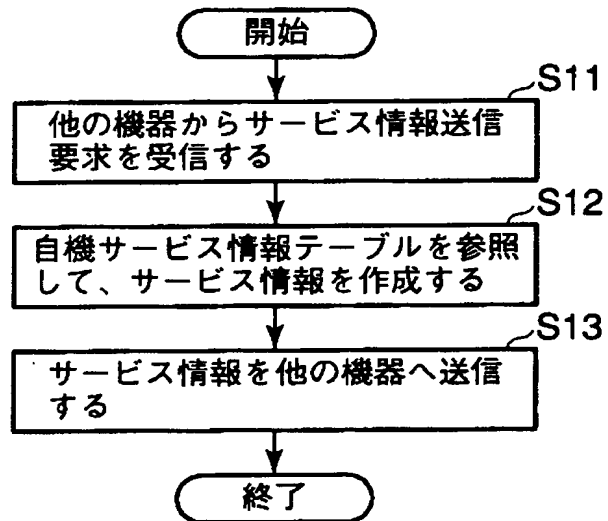 開始
S11
他の機器からサービス情報送信
要求を受信する
S12
自機サービス情報テーブルを参照
して、サービス情報を作成する
S13
サービス情報を他の機器へ送信
する
終了